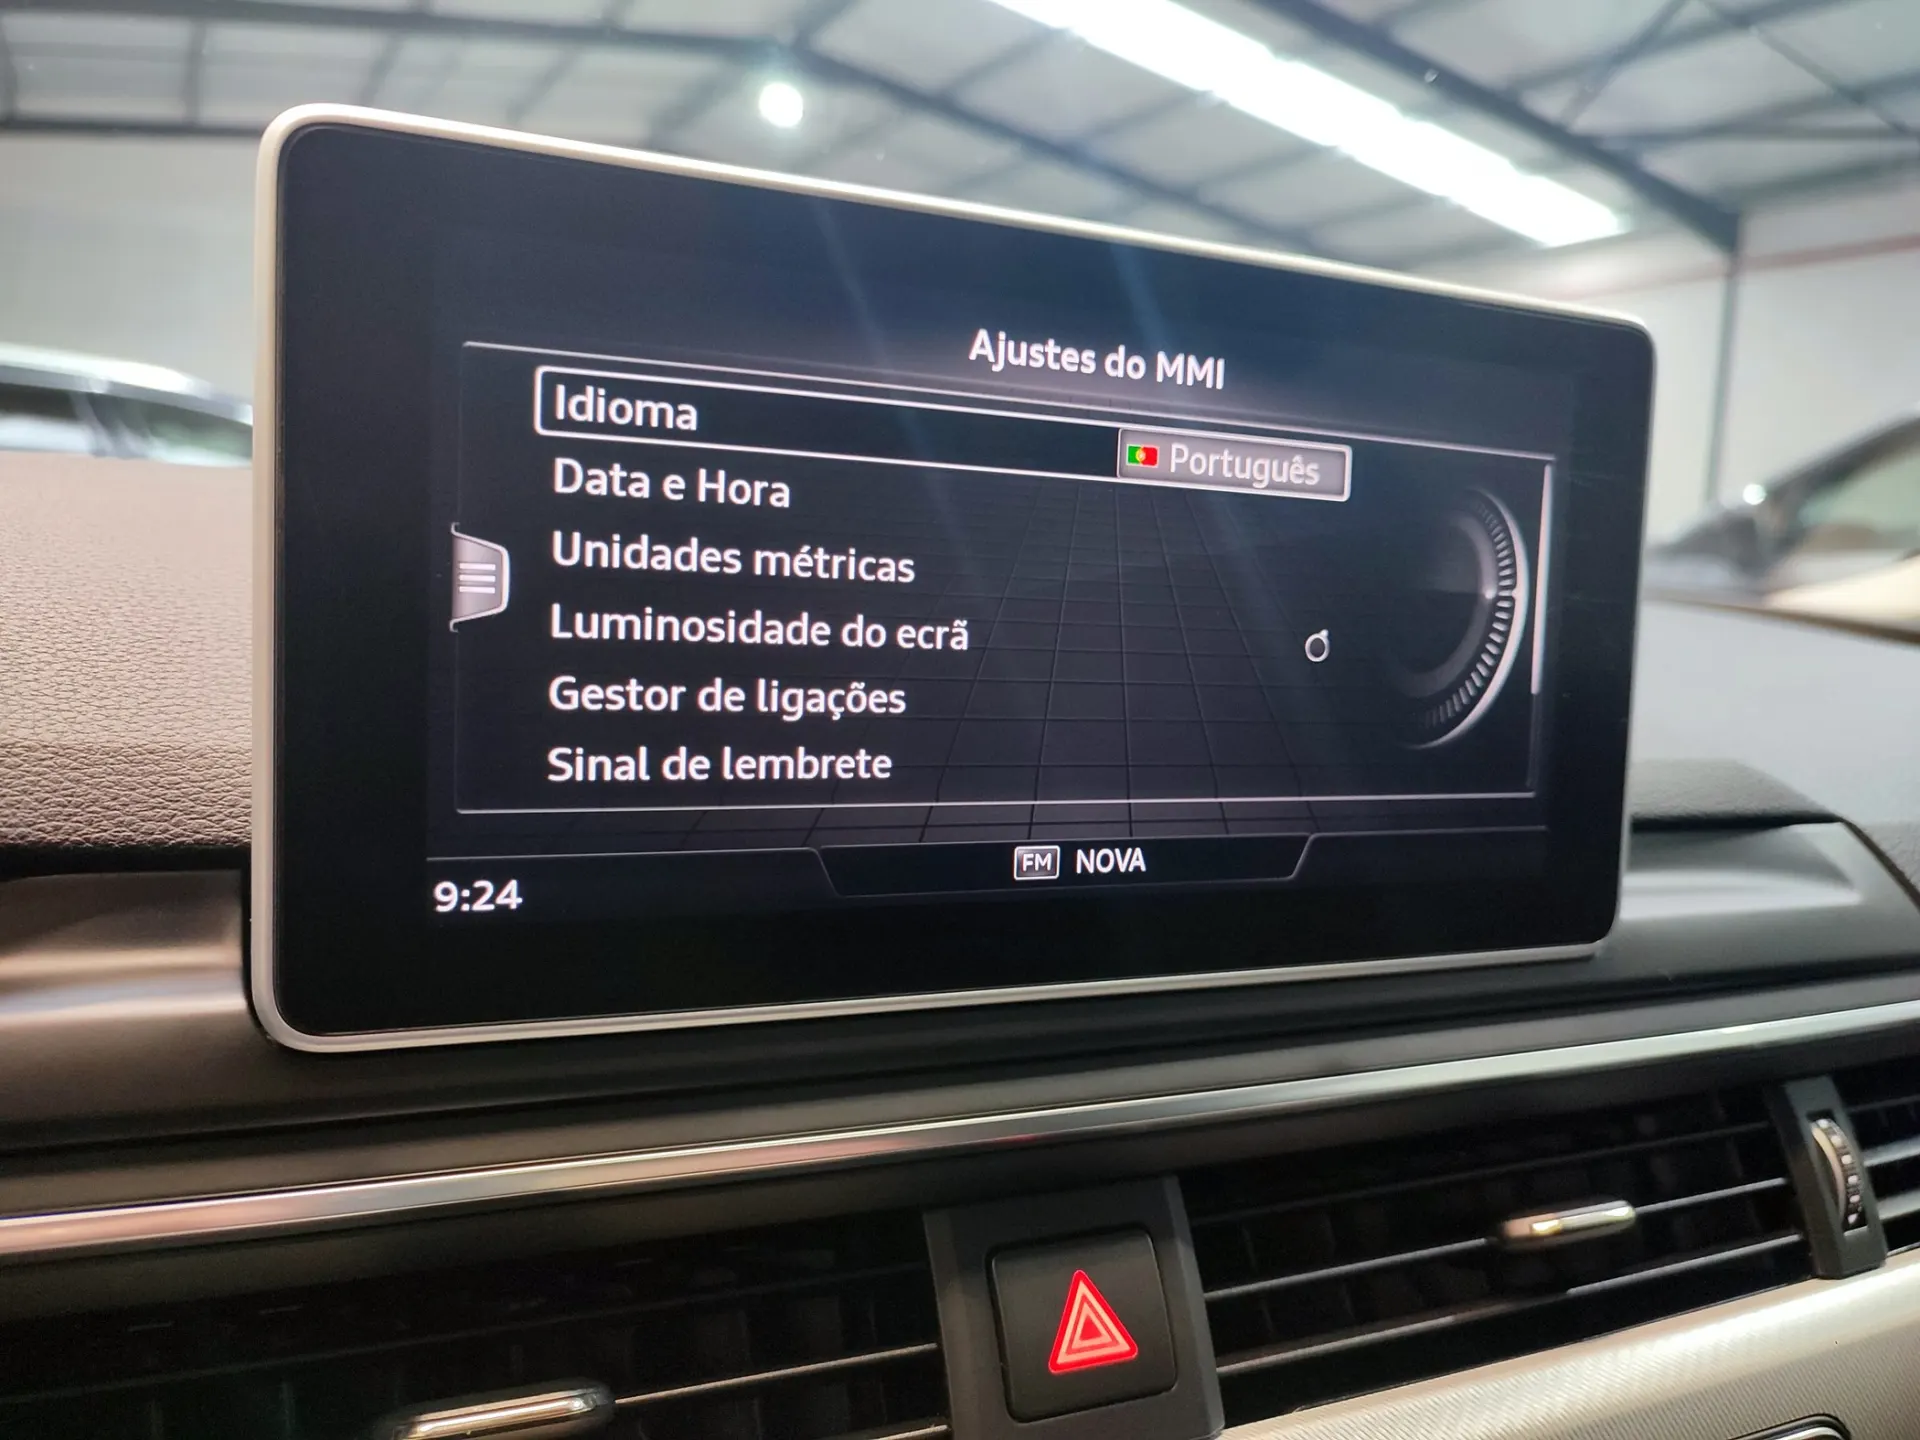 Ajustes do MMI
Idioma
Português
Data e Hora
Unidades métricas
Luminosidade do ecrã
Gestor de ligações
Sinal de lembrete
FM NOVA
9:24